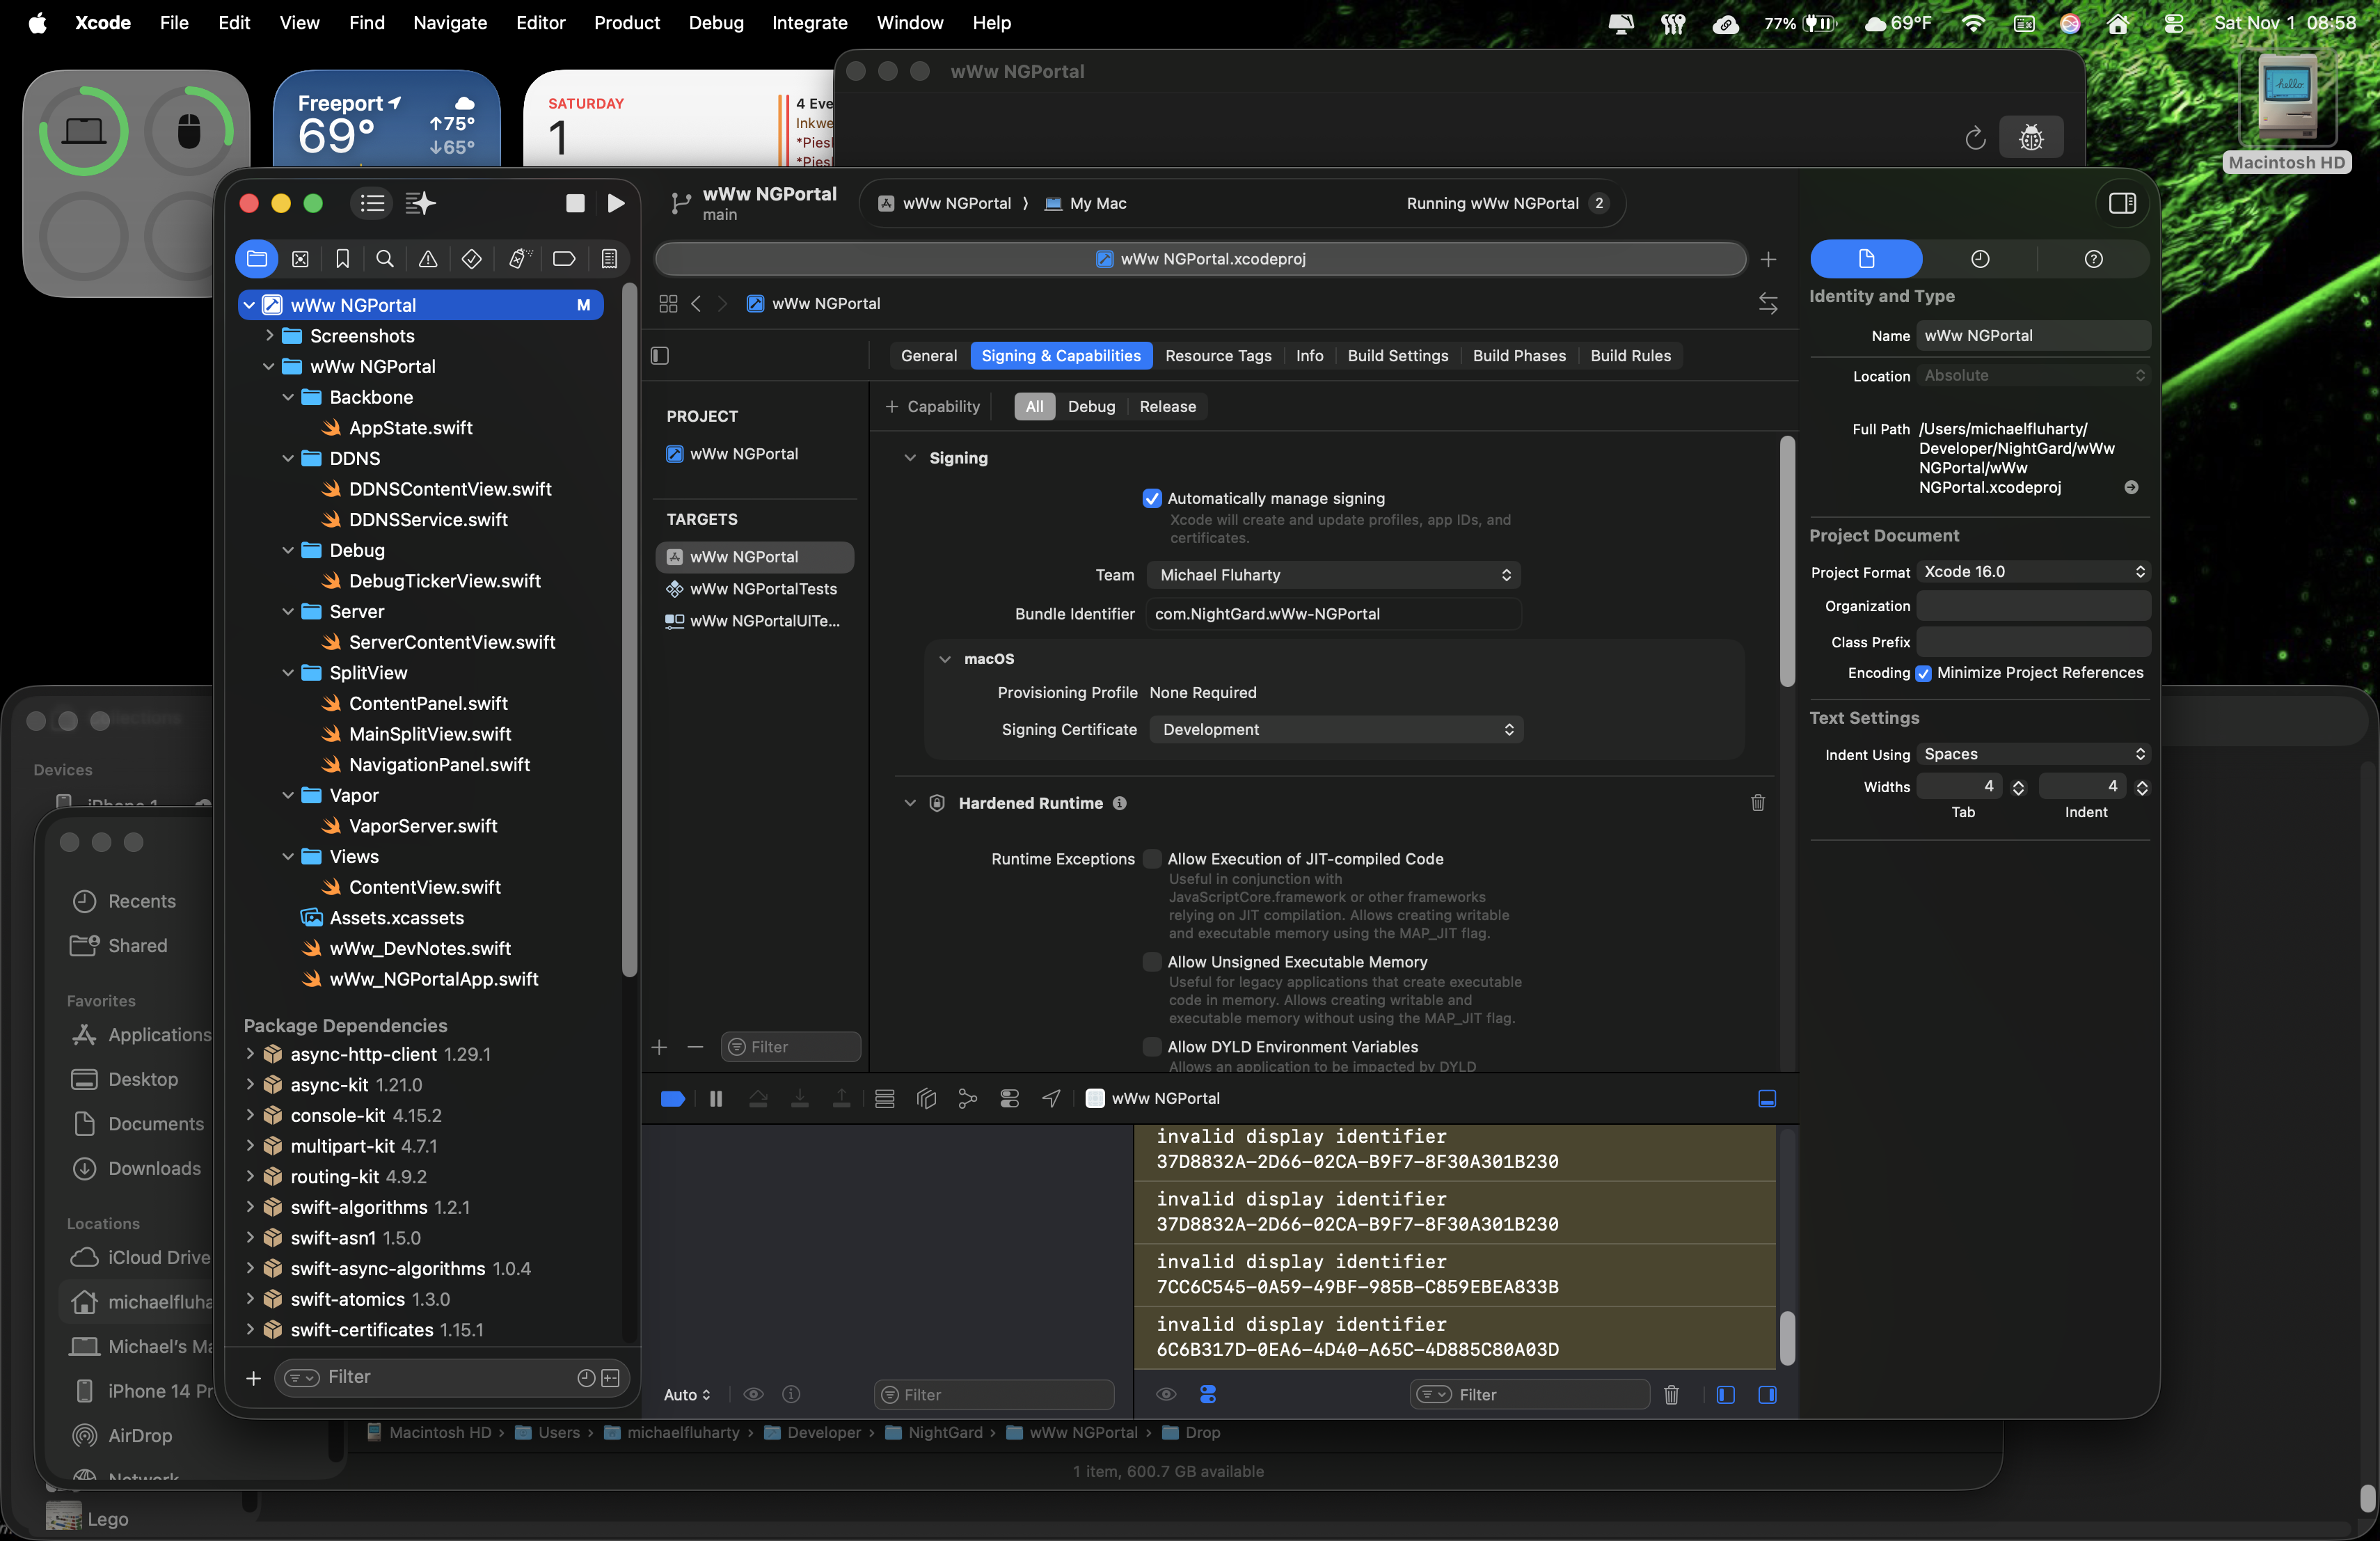 Xcode File Edit View Find Navigate Editor Product Debug Integrate Window Help
77% 69°F Sat Nov 1 08:58
Macintosh HD
Freeport
69°
↑75°
↓65°
SATURDAY
1
4 Eve
Inkwe
*Piesl
*Piesl
wWw NGPortal
wWw NGPortal
main
wWw NGPortal 〉 My Mac
Running wWw NGPortal 2
wWw NGPortal.xcodeproj
wWw NGPortal
wWw NGPortal M
Screenshots
wWw NGPortal
Backbone
AppState.swift
DDNS
DDNSContentView.swift
DDNSService.swift
Debug
DebugTickerView.swift
Server
ServerContentView.swift
SplitView
ContentPanel.swift
MainSplitView.swift
NavigationPanel.swift
Vapor
VaporServer.swift
Views
ContentView.swift
Assets.xcassets
wWw_DevNotes.swift
wWw_NGPortalApp.swift
Package Dependencies
async-http-client 1.29.1
async-kit 1.21.0
console-kit 4.15.2
multipart-kit 4.7.1
routing-kit 4.9.2
swift-algorithms 1.2.1
swift-asn1 1.5.0
swift-async-algorithms 1.0.4
swift-atomics 1.3.0
swift-certificates 1.15.1
Filter
General Signing & Capabilities Resource Tags Info Build Settings Build Phases Build Rules
PROJECT
wWw NGPortal
TARGETS
wWw NGPortal
wWw NGPortalTests
wWw NGPortalUITe...
Filter
+ Capability All Debug Release
Signing
Automatically manage signing
Xcode will create and update profiles, app IDs, and
certificates.
Team Michael Fluharty
Bundle Identifier com.NightGard.wWw-NGPortal
macOS
Provisioning Profile None Required
Signing Certificate Development
Hardened Runtime
Runtime Exceptions Allow Execution of JIT-compiled Code
Useful in conjunction with
JavaScriptCore.framework or other frameworks
relying on JIT compilation. Allows creating writable
and executable memory using the MAP_JIT flag.
Allow Unsigned Executable Memory
Useful for legacy applications that create executable
code in memory. Allows creating writable and
executable memory without using the MAP_JIT flag.
Allow DYLD Environment Variables
Allows an application to be impacted by DYLD
wWw NGPortal
invalid display identifier
37D8832A-2D66-02CA-B9F7-8F30A301B230
invalid display identifier
37D8832A-2D66-02CA-B9F7-8F30A301B230
invalid display identifier
7CC6C545-0A59-49BF-985B-C859EBEA833B
invalid display identifier
6C6B317D-0EA6-4D40-A65C-4D885C80A03D
Auto
Filter
Filter
Identity and Type
Name wWw NGPortal
Location Absolute
Full Path /Users/michaelfluharty/
Developer/NightGard/wWw
NGPortal/wWw
NGPortal.xcodeproj
Project Document
Project Format Xcode 16.0
Organization
Class Prefix
Encoding Minimize Project References
Text Settings
Indent Using Spaces
Widths 4 4
Tab Indent
Devices
iPhone 1
Recents
Shared
Favorites
Applications
Desktop
Documents
Downloads
Locations
iCloud Drive
michaelfluha
Michael's Ma
iPhone 14 Pr
AirDrop
Network
Lego
Macintosh HD › Users › michaelfluharty › Developer › NightGard › wWw NGPortal › Drop
1 item, 600.7 GB available